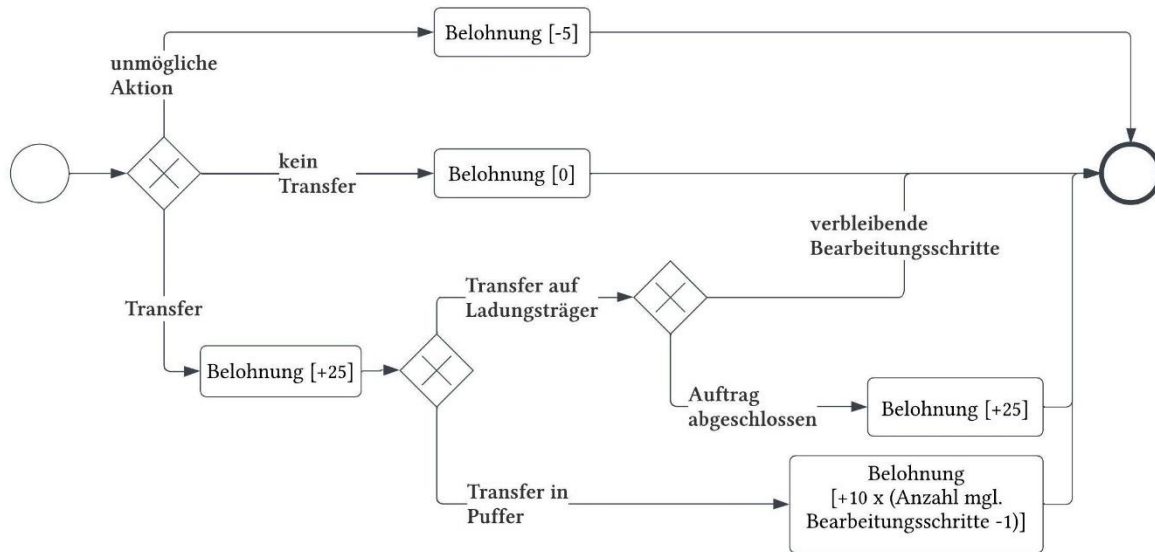 Belohnung [-5]
unmögliche
Aktion
kein
Transfer
Belohnung [0]
verbleibende
Bearbeitungsschritte
Transfer auf
Ladungsträger
Transfer
Belohnung [+25]
Auftrag
abgeschlossen
Belohnung [+25]
Transfer in
Puffer
Belohnung
[+10 x (Anzahl mgl.
Bearbeitungsschritte -1)]